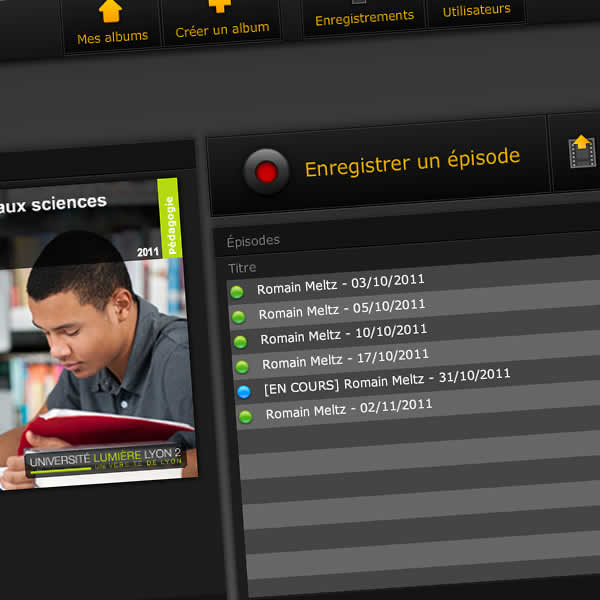 Mes albums
Créer un album
Enregistrements
Utilisateurs
Enregistrer un épisode
aux sciences
Pédagogie
2011
UNIVERSITÉ LUMIÈRE LYON 2
UNIVERSITÉ DE LYON
Épisodes
Titre
Romain Meltz - 03/10/2011
Romain Meltz - 05/10/2011
Romain Meltz - 10/10/2011
Romain Meltz - 17/10/2011
[EN COURS] Romain Meltz - 31/10/2011
Romain Meltz - 02/11/2011